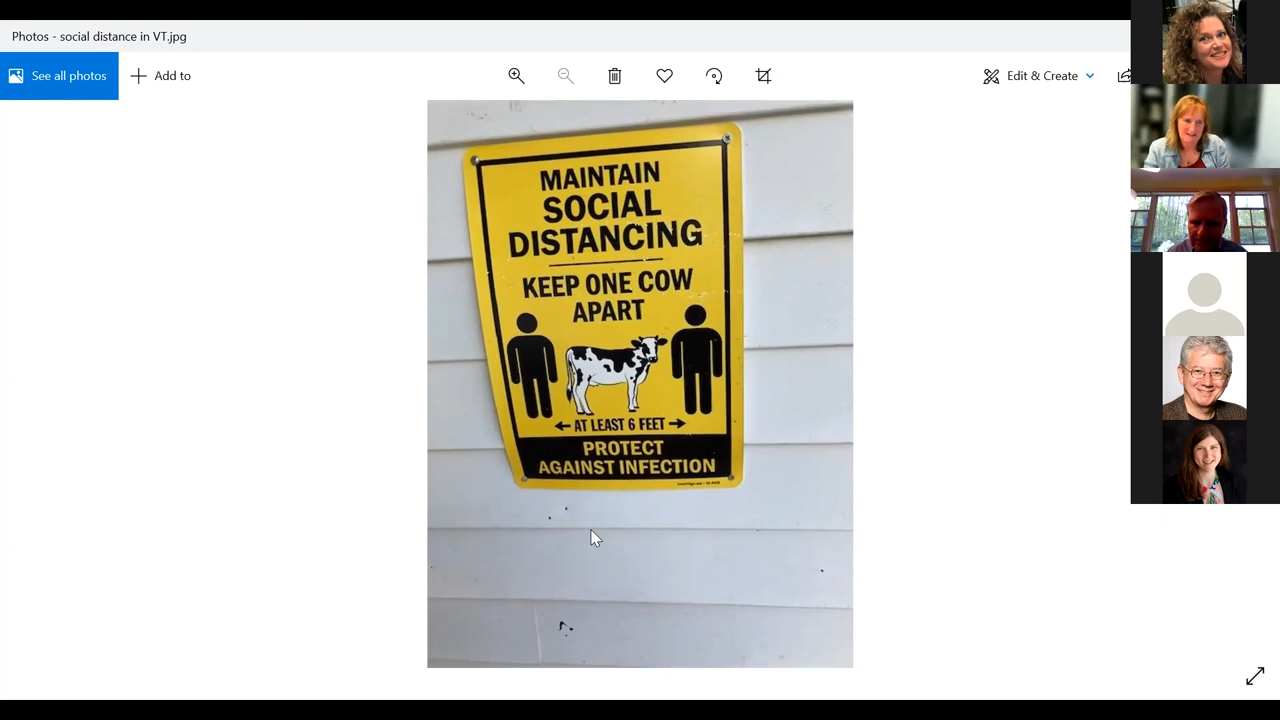 Photos - social distance in VT.jpg
See all photos
Add to
Edit & Create
MAINTAIN
SOCIAL
DISTANCING
KEEP ONE COW
APART
AT LEAST 6 FEET
PROTECT
AGAINST INFECTION